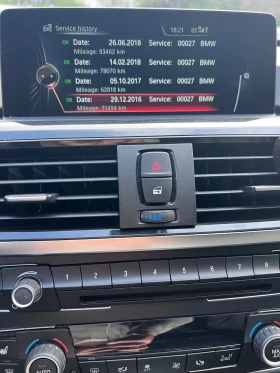 Service history
18:21
OK Date: 26.06.2018 Service: 00027 BMW
Mileage: 93462 km
OK Date: 14.02.2018 Service: 00027 BMW
Mileage: 78070 km
OK Date: 05.10.2017 Service: 00027 BMW
Mileage: 62818 km
OK Date: 29.12.2016 Service: 00027 BMW
Mileage: 31454 km
1 2 3 4 5 6 7 8